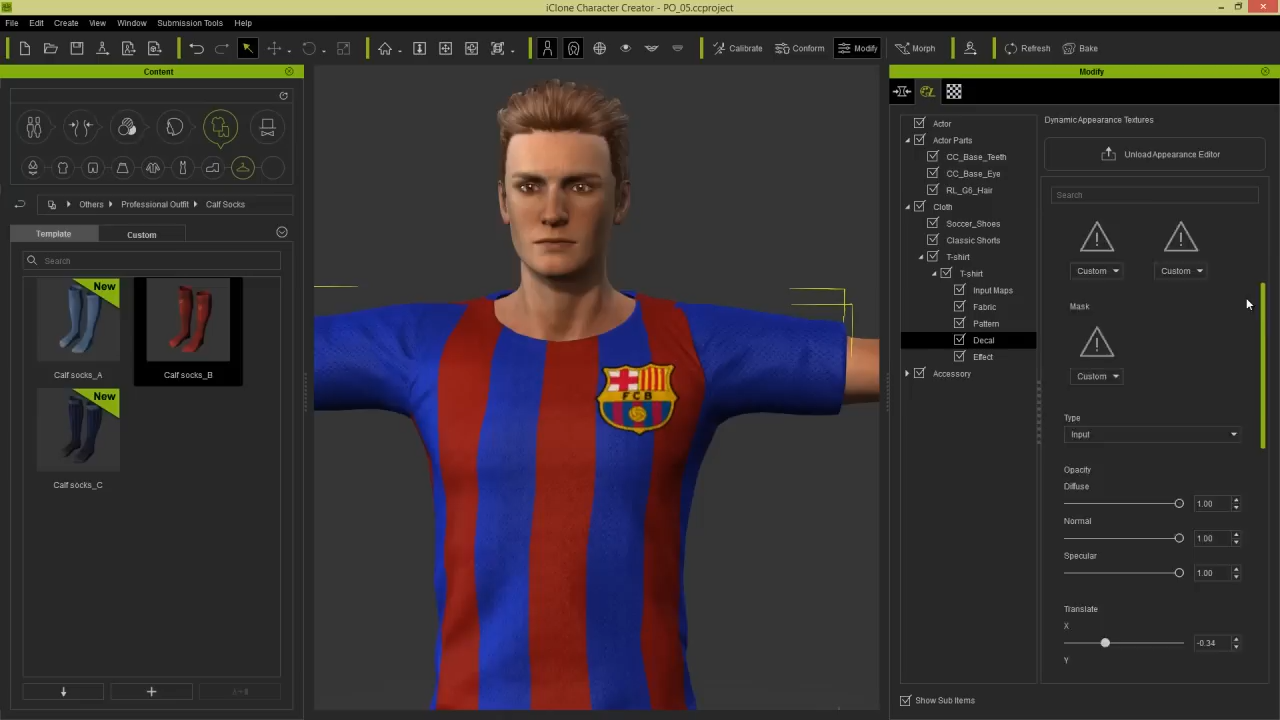 iClone Character Creator - PO_05.ccproject
File Edit Create View Window Submission Tools Help
Calibrate Conform Modify Morph Refresh Bake
Content
Others Professional Outfit Calf Socks
Template Custom
Search
New
Calf socks_A
Calf socks_B
New
Calf socks_C
FCB
Modify
Actor
Actor Parts
CC_Base_Teeth
CC_Base_Eye
RL_G6_Hair
Cloth
Soccer_Shoes
Classic Shorts
T-shirt
T-shirt
Input Maps
Fabric
Pattern
Decal
Effect
Accessory
Show Sub Items
Dynamic Appearance Textures
Unload Appearance Editor
Search
Custom Custom
Mask
Custom
Type
Input
Opacity
Diffuse
1.00
Normal
1.00
Specular
1.00
Translate
X
-0.34
Y